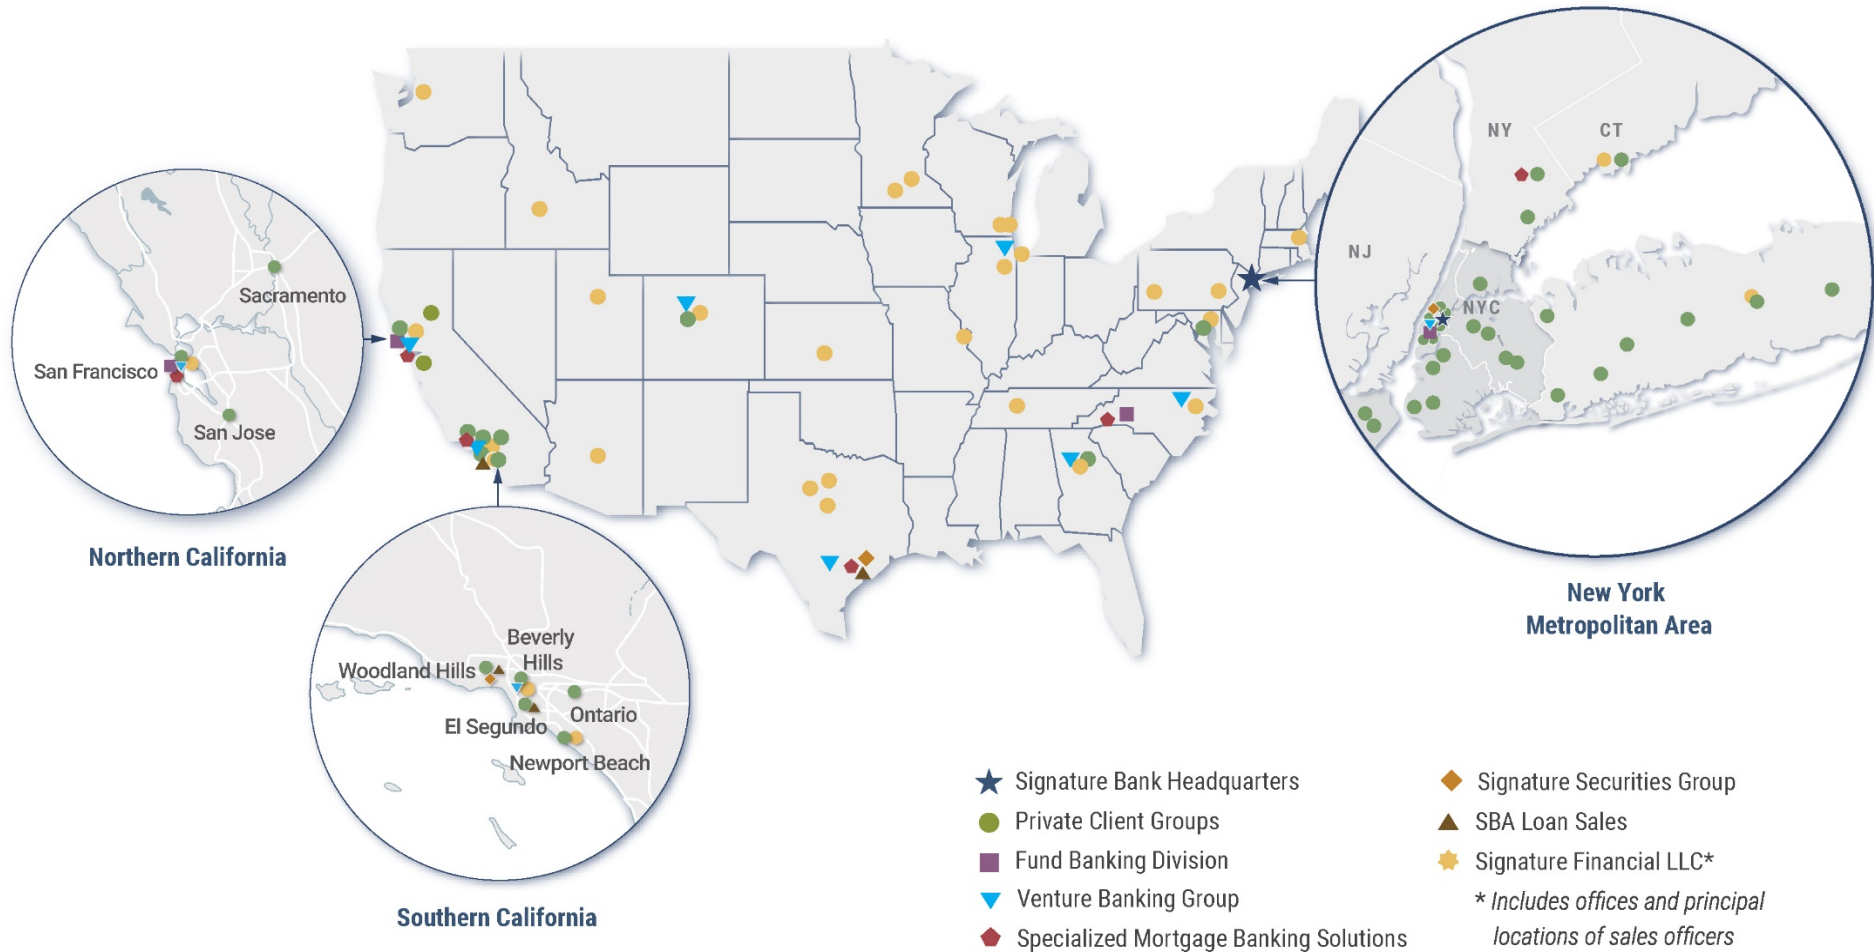 NY
CT
NJ
NYC
Sacramento
San Francisco
San Jose
Northern California
Beverly
Hills
Woodland Hills
Ontario
El Segundo
Newport Beach
Southern California
New York
Metropolitan Area
Signature Bank Headquarters
Private Client Groups
Fund Banking Division
Venture Banking Group
Specialized Mortgage Banking Solutions
Signature Securities Group
SBA Loan Sales
Signature Financial LLC*
* Includes offices and principal
locations of sales officers